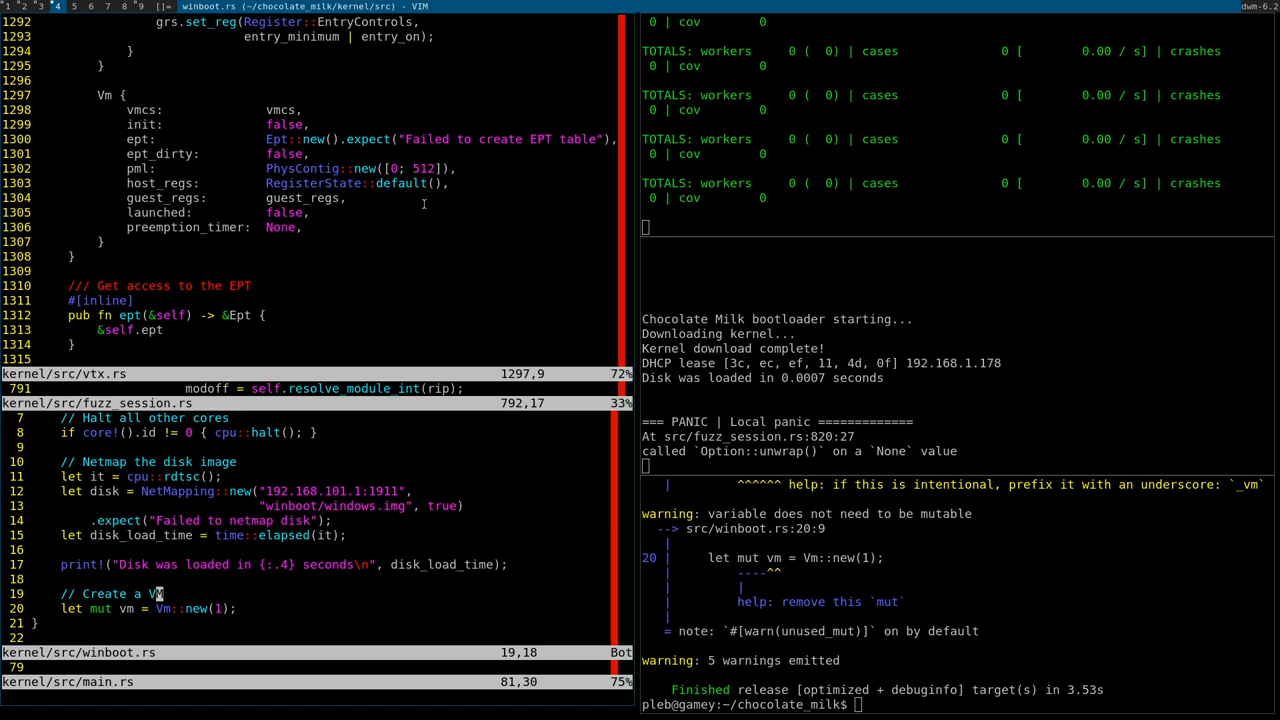 1 2 3 4 5 6 7 8 9 []= winboot.rs (~/chocolate_milk/kernel/src) - VIM dwm-6.2
1292 grs.set_reg(Register::EntryControls,
1293 entry_minimum | entry_on);
1294 }
1295 }
1296
1297 Vm {
1298 vmcs: vmcs,
1299 init: false,
1300 ept: Ept::new().expect("Failed to create EPT table"),
1301 ept_dirty: false,
1302 pml: PhysContig::new([0; 512]),
1303 host_regs: RegisterState::default(),
1304 guest_regs: guest_regs,
1305 launched: false,
1306 preemption_timer: None,
1307 }
1308 }
1309
1310 /// Get access to the EPT
1311 #[inline]
1312 pub fn ept(&self) -> &Ept {
1313 &self.ept
1314 }
1315
kernel/src/vtx.rs 1297,9 72%
791 modoff = self.resolve_module_int(rip);
kernel/src/fuzz_session.rs 792,17 33%
7 // Halt all other cores
8 if core!().id != 0 { cpu::halt(); }
9
10 // Netmap the disk image
11 let it = cpu::rdtsc();
12 let disk = NetMapping::new("192.168.101.1:1911",
13 "winboot/windows.img", true)
14 .expect("Failed to netmap disk");
15 let disk_load_time = time::elapsed(it);
16
17 print!("Disk was loaded in {:.4} seconds\n", disk_load_time);
18
19 // Create a VM
20 let mut vm = Vm::new(1);
21 }
22
kernel/src/winboot.rs 19,18 Bot
79
kernel/src/main.rs 81,30 75%
0 | cov 0
TOTALS: workers 0 ( 0) | cases 0 [ 0.00 / s] | crashes
0 | cov 0
TOTALS: workers 0 ( 0) | cases 0 [ 0.00 / s] | crashes
0 | cov 0
TOTALS: workers 0 ( 0) | cases 0 [ 0.00 / s] | crashes
0 | cov 0
TOTALS: workers 0 ( 0) | cases 0 [ 0.00 / s] | crashes
0 | cov 0
Chocolate Milk bootloader starting...
Downloading kernel...
Kernel download complete!
DHCP lease [3c, ec, ef, 11, 4d, 0f] 192.168.1.178
Disk was loaded in 0.0007 seconds
=== PANIC | Local panic =============
At src/fuzz_session.rs:820:27
called `Option::unwrap()` on a `None` value
| ^^^^^^ help: if this is intentional, prefix it with an underscore: `_vm`
warning: variable does not need to be mutable
--> src/winboot.rs:20:9
|
20 | let mut vm = Vm::new(1);
| ----^^
| |
| help: remove this `mut`
|
= note: `#[warn(unused_mut)]` on by default
warning: 5 warnings emitted
Finished release [optimized + debuginfo] target(s) in 3.53s
pleb@gamey:~/chocolate_milk$